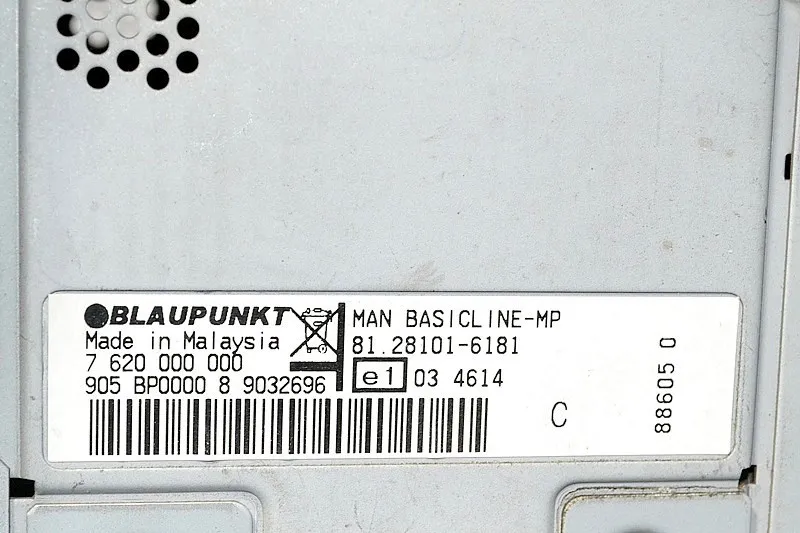 BLAUPUNKT
Made in Malaysia
7 620 000 000
905 BP0000 8 9032696
MAN BASICLINE-MP
81.28101-6181
e1 03 4614
C
88605 0